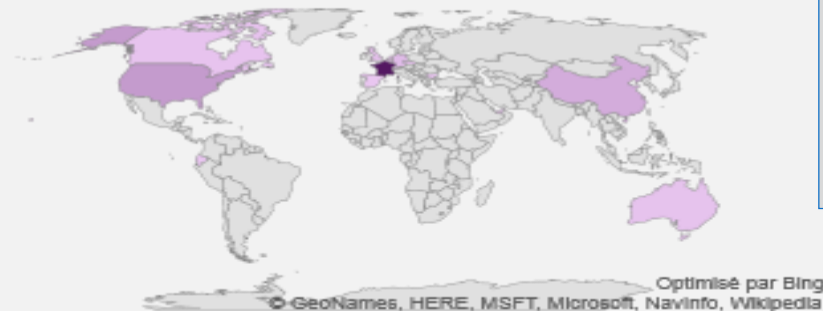 Optimisé par Bing
© GeoNames, HERE, MSFT, Microsoft, NavInfo, Wikipedia